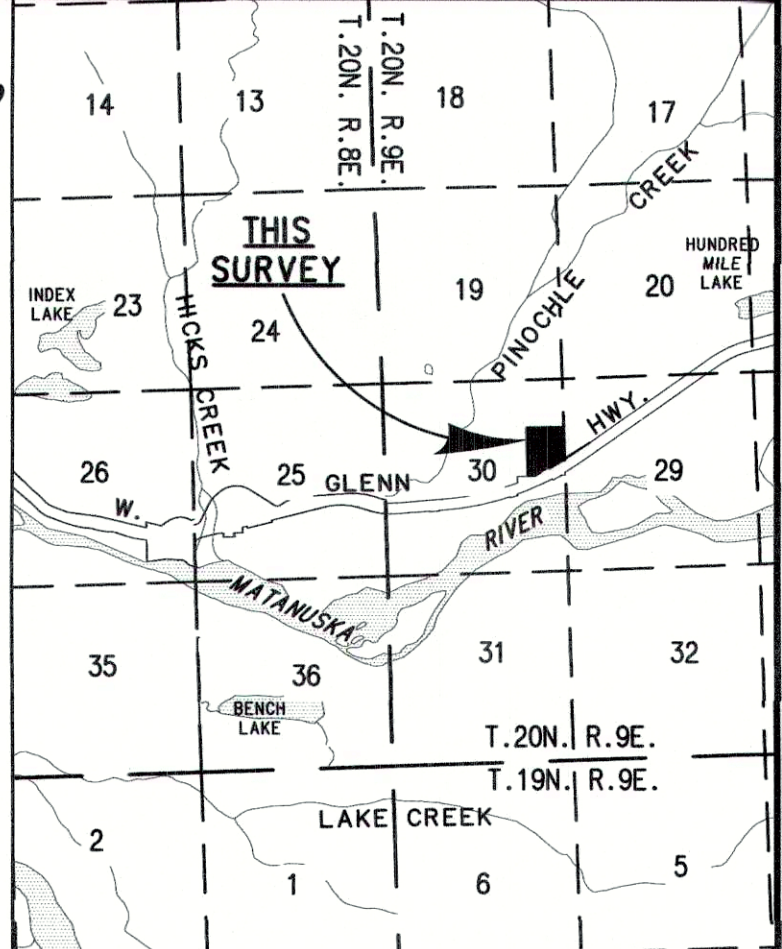 T.20N. R.9E.
T.20N. R.8E.
14
13
18
17
CREEK
THIS
SURVEY
HUNDRED
MILE
LAKE
INDEX
LAKE
23
24
19
20
HICKS CREEK
PINOCHLE
HWY.
26
25
GLENN
30
29
W.
RIVER
MATANUSKA
35
36
31
32
BENCH
LAKE
T.20N. R.9E.
T.19N. R.9E.
LAKE CREEK
2
1
6
5